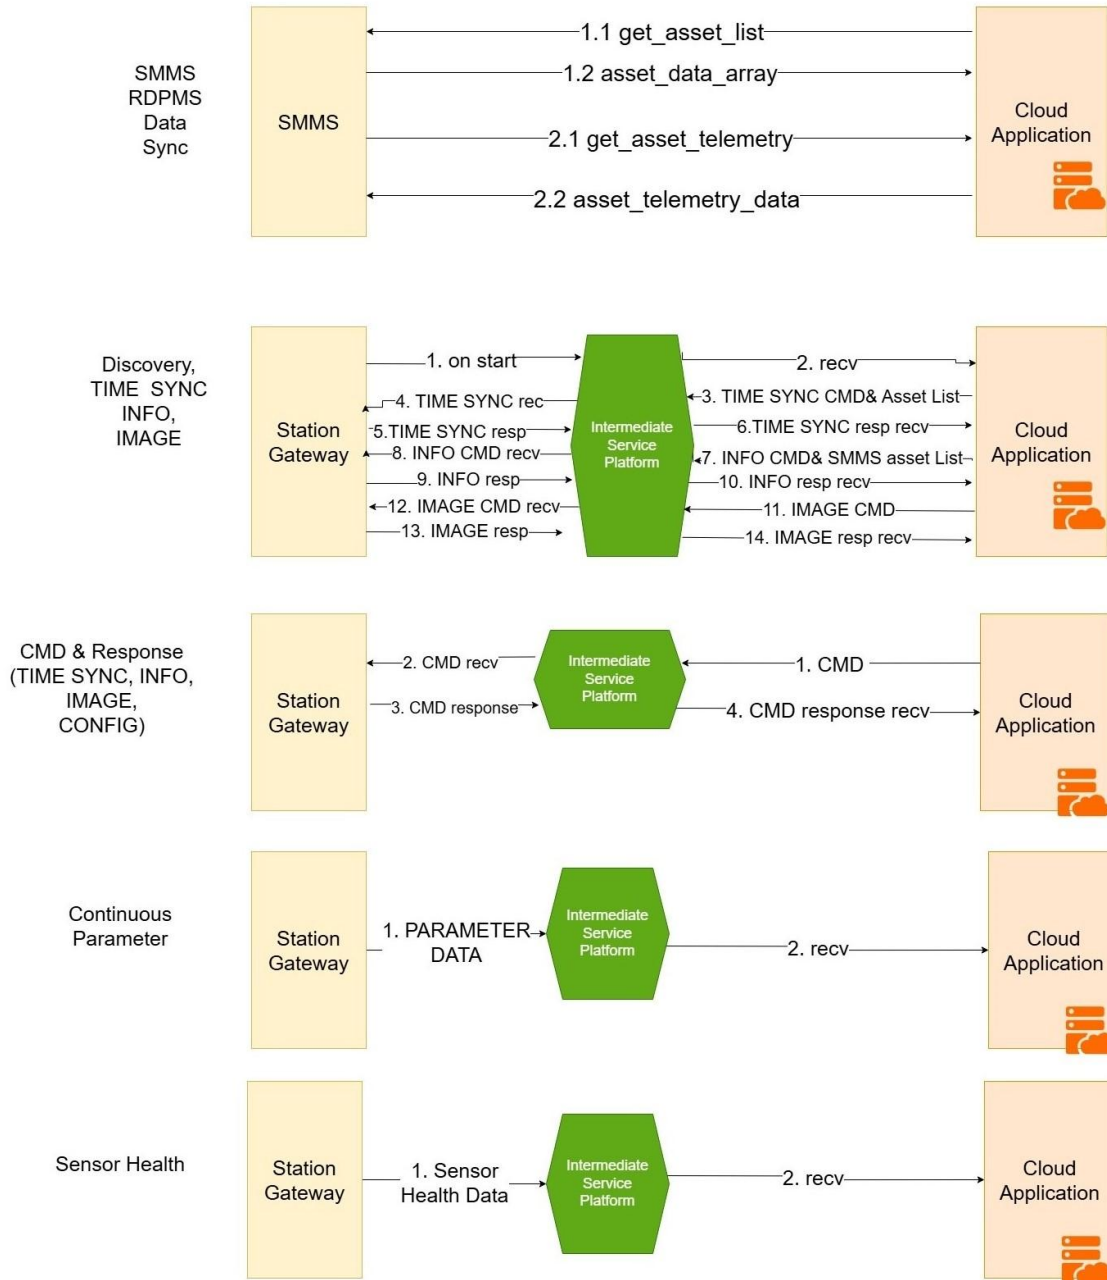 SMMS
RDPMS
Data
Sync
SMMS
1.1 get_asset_list
1.2 asset_data_array
2.1 get_asset_telemetry
2.2 asset_telemetry_data
Cloud
Application
Discovery,
TIME SYNC
INFO,
IMAGE
Station
Gateway
1. on start
4. TIME SYNC rec
5.TIME SYNC resp
8. INFO CMD recv
9. INFO resp
12. IMAGE CMD recv
13. IMAGE resp
Intermediate
Service
Platform
2. recv
3. TIME SYNC CMD& Asset List
6.TIME SYNC resp recv
7. INFO CMD& SMMS asset List
10. INFO resp recv
11. IMAGE CMD
14. IMAGE resp recv
Cloud
Application
CMD & Response
(TIME SYNC, INFO,
IMAGE,
CONFIG)
Station
Gateway
2. CMD recv
3. CMD response
Intermediate
Service
Platform
1. CMD
4. CMD response recv
Cloud
Application
Continuous
Parameter
Station
Gateway
1. PARAMETER
DATA
Intermediate
Service
Platform
2. recv
Cloud
Application
Sensor Health
Station
Gateway
1. Sensor
Health Data
Intermediate
Service
Platform
2. recv
Cloud
Application